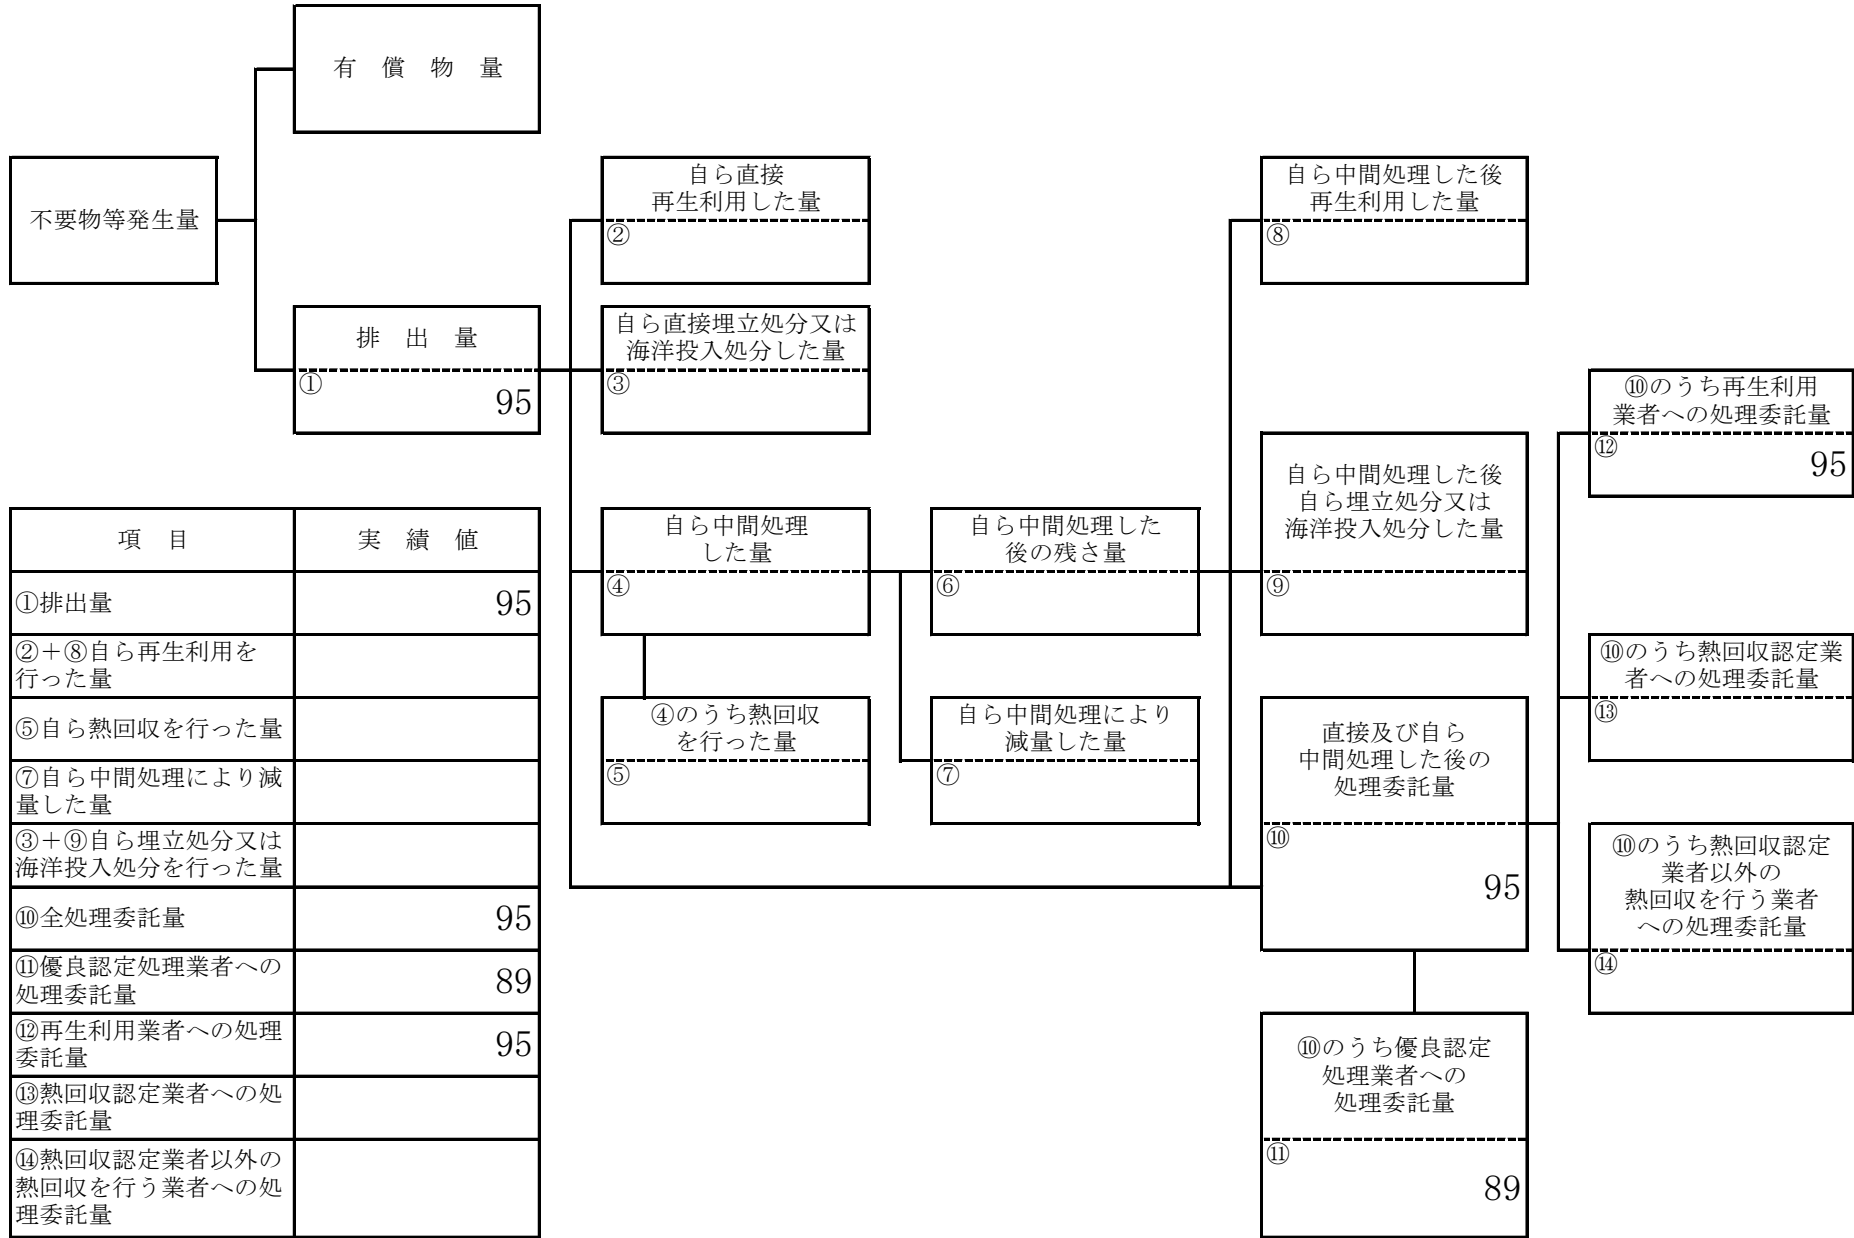 有　償　物　量
不要物等発生量
排　出　量
①
95
自ら直接
再生利用した量
②
自ら直接埋立処分又は
海洋投入処分した量
③
自ら中間処理
した量
④
④のうち熱回収
を行った量
⑤
自ら中間処理した
後の残さ量
⑥
自ら中間処理により
減量した量
⑦
自ら中間処理した後
再生利用した量
⑧
自ら中間処理した後
自ら埋立処分又は
海洋投入処分した量
⑨
直接及び自ら
中間処理した後の
処理委託量
⑩
95
⑩のうち優良認定
処理業者への
処理委託量
⑪
89
⑩のうち再生利用
業者への処理委託量
⑫
95
⑩のうち熱回収認定業
者への処理委託量
⑬
⑩のうち熱回収認定
業者以外の
熱回収を行う業者
への処理委託量
⑭
項　目　実　績　値
①排出量　95
②＋⑧自ら再生利用を
行った量
⑤自ら熱回収を行った量
⑦自ら中間処理により減
量した量
③＋⑨自ら埋立処分又は
海洋投入処分を行った量
⑩全処理委託量　95
⑪優良認定処理業者への
処理委託量　89
⑫再生利用業者への処理
委託量　95
⑬熱回収認定業者への処
理委託量
⑭熱回収認定業者以外の
熱回収を行う業者への処
理委託量